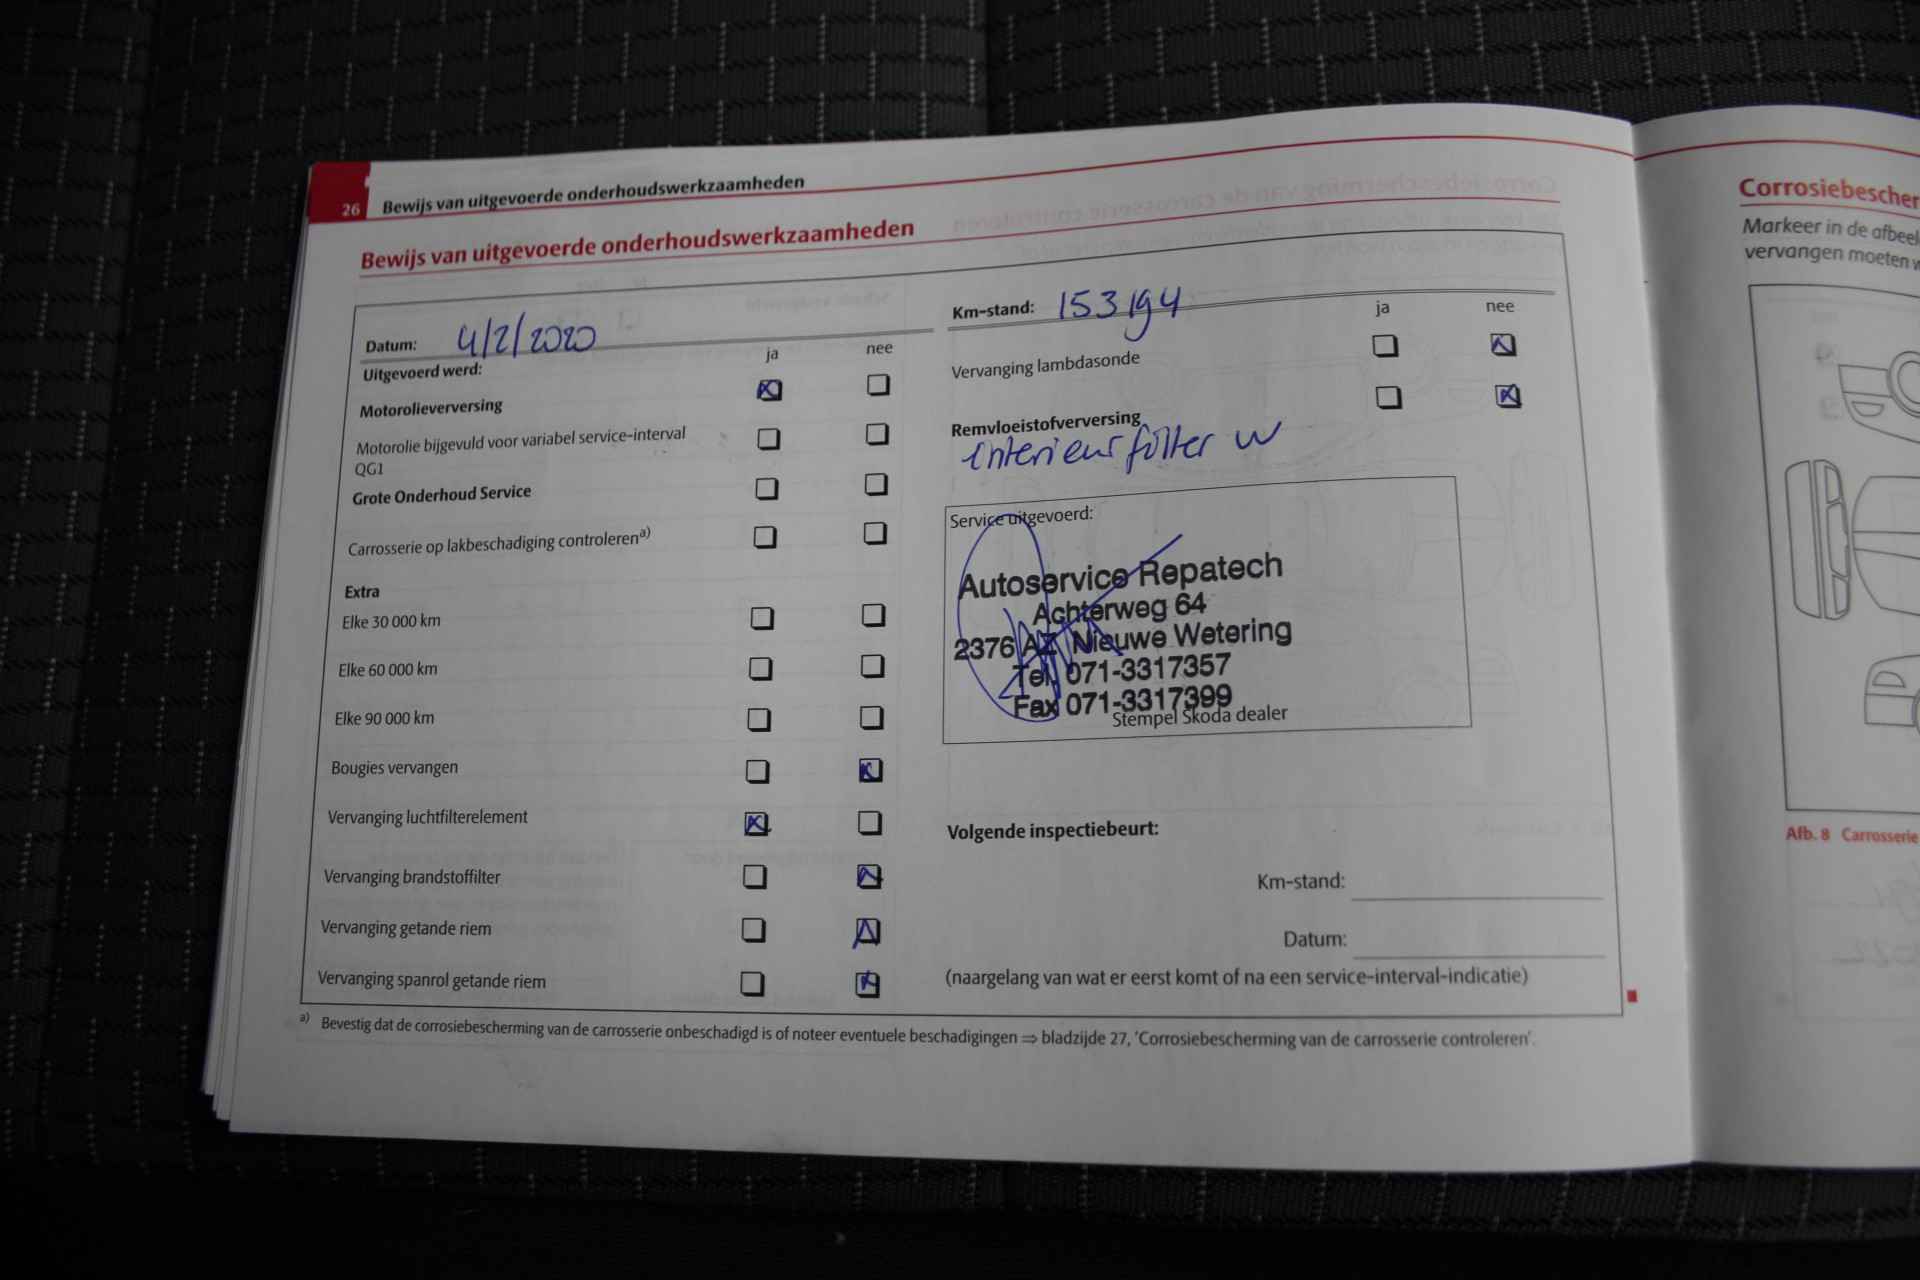 26 Bewijs van uitgevoerde onderhoudswerkzaamheden
Bewijs van uitgevoerde onderhoudswerkzaamheden
Datum: 4/2/2020
ja nee
Uitgevoerd werd:
Motorolieverversing
Motorolie bijgevuld voor variabel service-interval
QG1
Grote Onderhoud Service
Carrosserie op lakbeschadiging controleren a)
Extra
Elke 30 000 km
Elke 60 000 km
Elke 90 000 km
Bougies vervangen
Vervanging luchtfilterelement
Vervanging brandstoffilter
Vervanging getande riem
Vervanging spanrol getande riem
Km-stand: 153194
ja nee
Vervanging lambdasonde
Remvloeistofverversing
interieur filter w
Service uitgevoerd:
Autoservice Repatech
Achterweg 64
2376 AZ Nieuwe Wetering
Tel. 071-3317357
Fax 071-3317399
Stempel Skoda dealer
Volgende inspectiebeurt:
Km-stand:
Datum:
(naargelang van wat er eerst komt of na een service-interval-indicatie)
a) Bevestig dat de corrosiebescherming van de carrosserie onbeschadigd is of noteer eventuele beschadigingen ⇒ bladzijde 27, 'Corrosiebescherming van de carrosserie controleren'.
Corrosiebescher
Markeer in de afbeel
vervangen moeten w
Afb. 8 Carrosserie